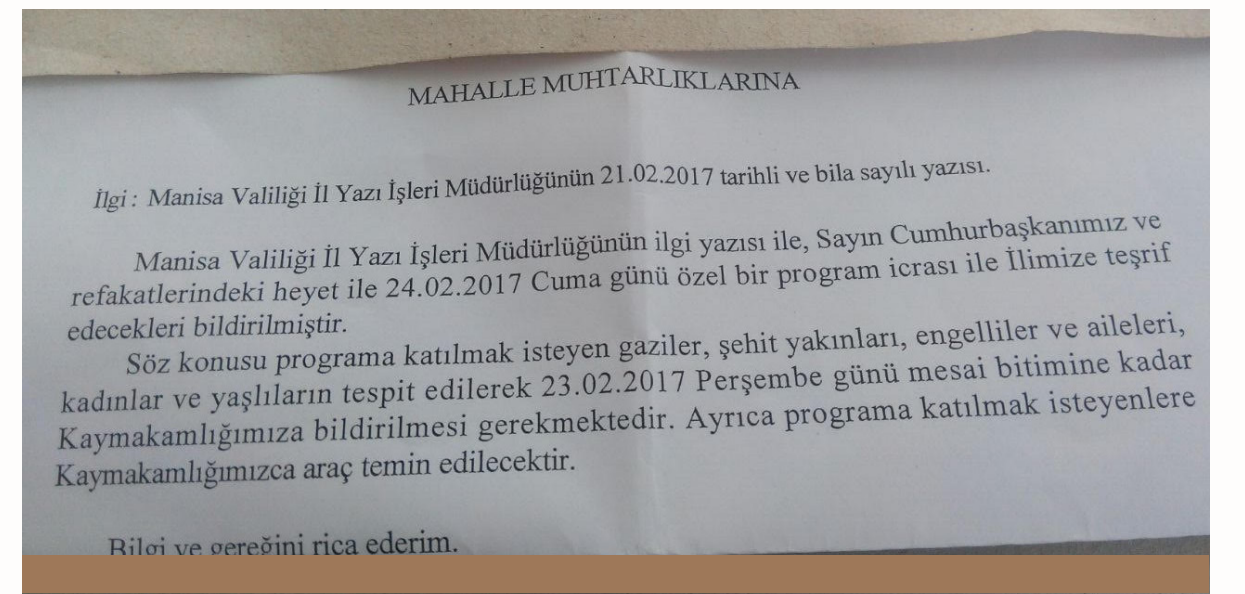 MAHALLE MUHTARLIKLARINA
İlgi : Manisa Valiliği İl Yazı İşleri Müdürlüğünün 21.02.2017 tarihli ve bila sayılı yazısı.
Manisa Valiliği İl Yazı İşleri Müdürlüğünün ilgi yazısı ile, Sayın Cumhurbaşkanımız ve
refakatlerindeki heyet ile 24.02.2017 Cuma günü özel bir program icrası ile İlimize teşrif
edecekleri bildirilmiştir.
Söz konusu programa katılmak isteyen gaziler, şehit yakınları, engelliler ve aileleri,
kadınlar ve yaşlıların tespit edilerek 23.02.2017 Perşembe günü mesai bitimine kadar
Kaymakamlığımıza bildirilmesi gerekmektedir. Ayrıca programa katılmak isteyenlere
Kaymakamlığımızca araç temin edilecektir.
Bilgi ve gereğini rica ederim.